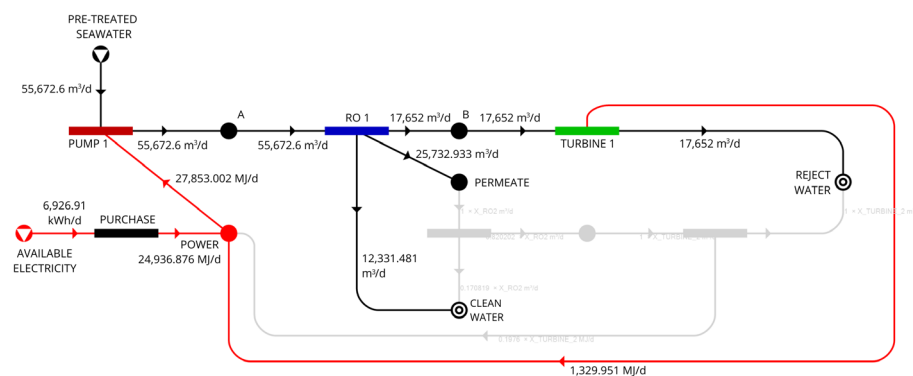 PRE-TREATED
SEAWATER
55,672.6 m³/d
A
RO 1
17,652 m³/d
B
17,652 m³/d
PUMP 1
55,672.6 m³/d
55,672.6 m³/d
25,732.933 m³/d
TURBINE 1
17,652 m³/d
27,853.002 MJ/d
PERMEATE
REJECT
WATER
6,926.91
kWh/d
PURCHASE
AVAILABLE
ELECTRICITY
POWER
24,936.876 MJ/d
1 × X_RO2 m³/d
12,331.481
m³/d
CLEAN
WATER
1,329.951 MJ/d